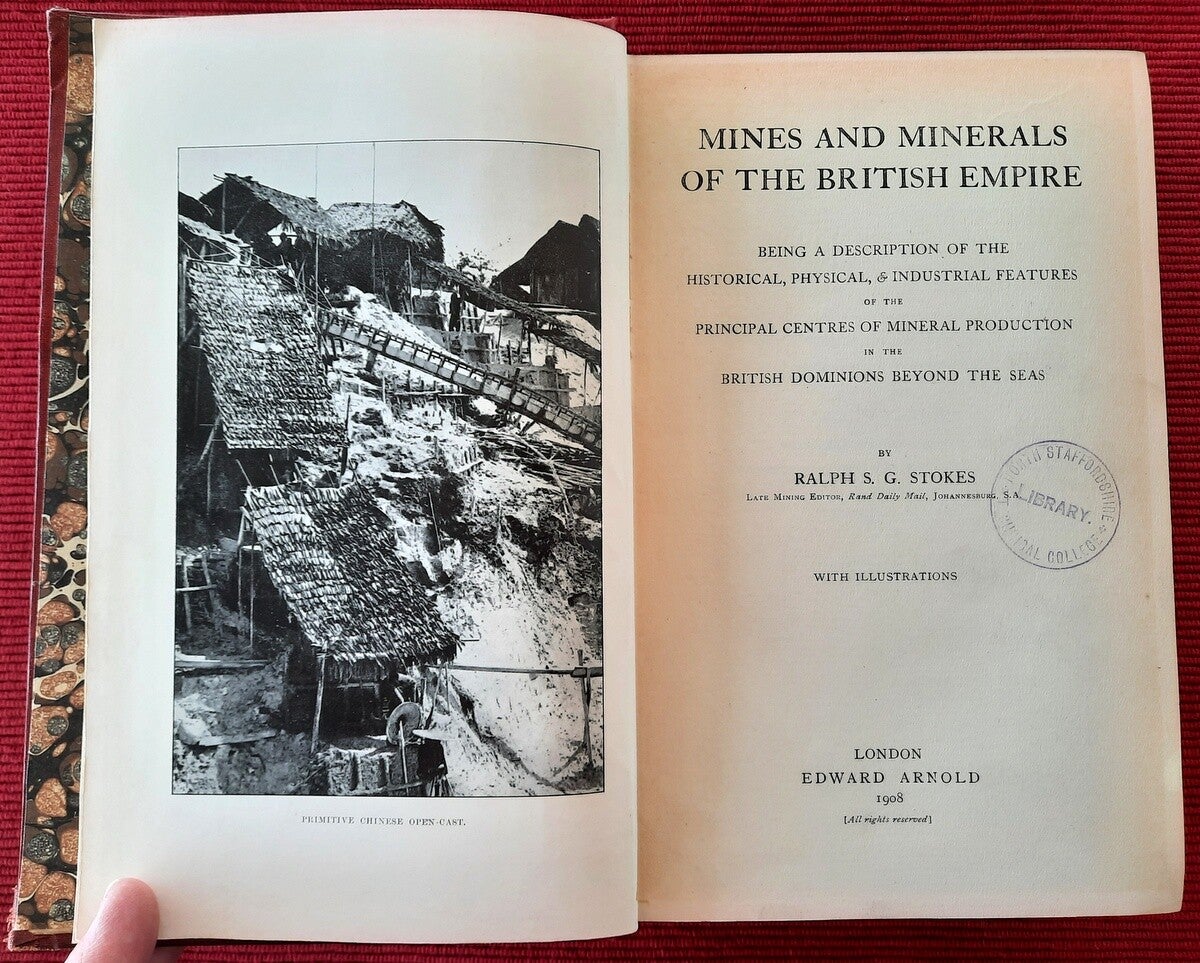 PRIMITIVE CHINESE OPEN-CAST.
MINES AND MINERALS
OF THE BRITISH EMPIRE
BEING A DESCRIPTION OF THE
HISTORICAL, PHYSICAL, & INDUSTRIAL FEATURES
OF THE
PRINCIPAL CENTRES OF MINERAL PRODUCTION
IN THE
BRITISH DOMINIONS BEYOND THE SEAS
BY
RALPH S. G. STOKES
LATE MINING EDITOR, Rand Daily Mail, JOHANNESBURG, S.A.
STAFFORDSHIRE
LIBRARY.
COLLEGE
WITH ILLUSTRATIONS
LONDON
EDWARD ARNOLD
1908
[All rights reserved]